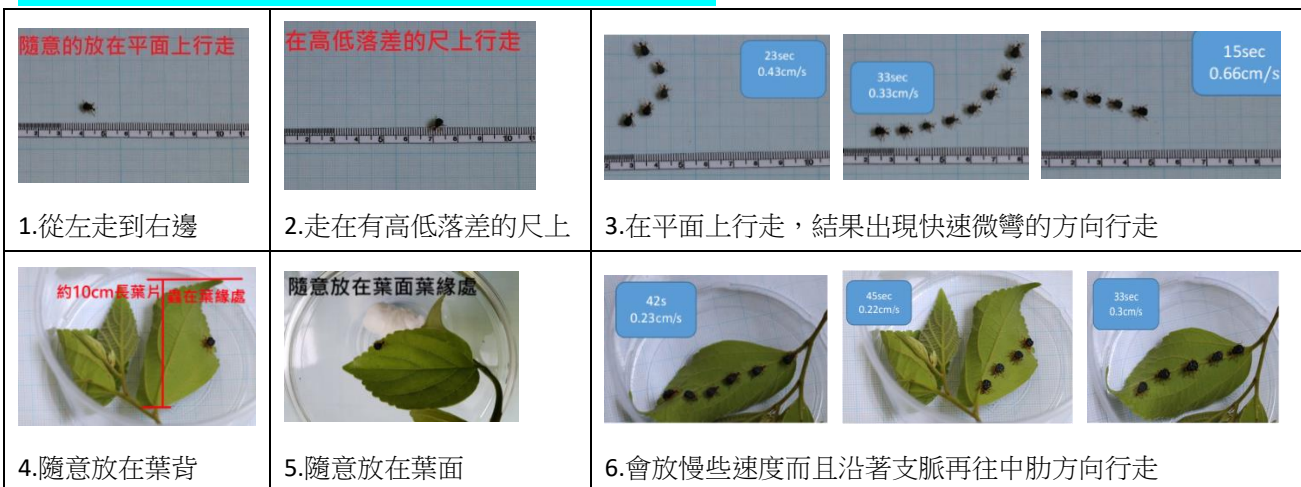 隨意的放在平面上行走
在高低落差的尺上行走
23sec
0.43cm/s
33sec
0.33cm/s
15sec
0.66cm/s
1.從左走到右邊
2.走在有高低落差的尺上
3.在平面上行走，結果出現快速微彎的方向行走
約10cm長葉片
蟲在葉緣處
隨意放在葉面葉緣處
42s
0.23cm/s
45sec
0.22cm/s
33sec
0.3cm/s
4.隨意放在葉背
5.隨意放在葉面
6.會放慢些速度而且沿著支脈再往中肋方向行走